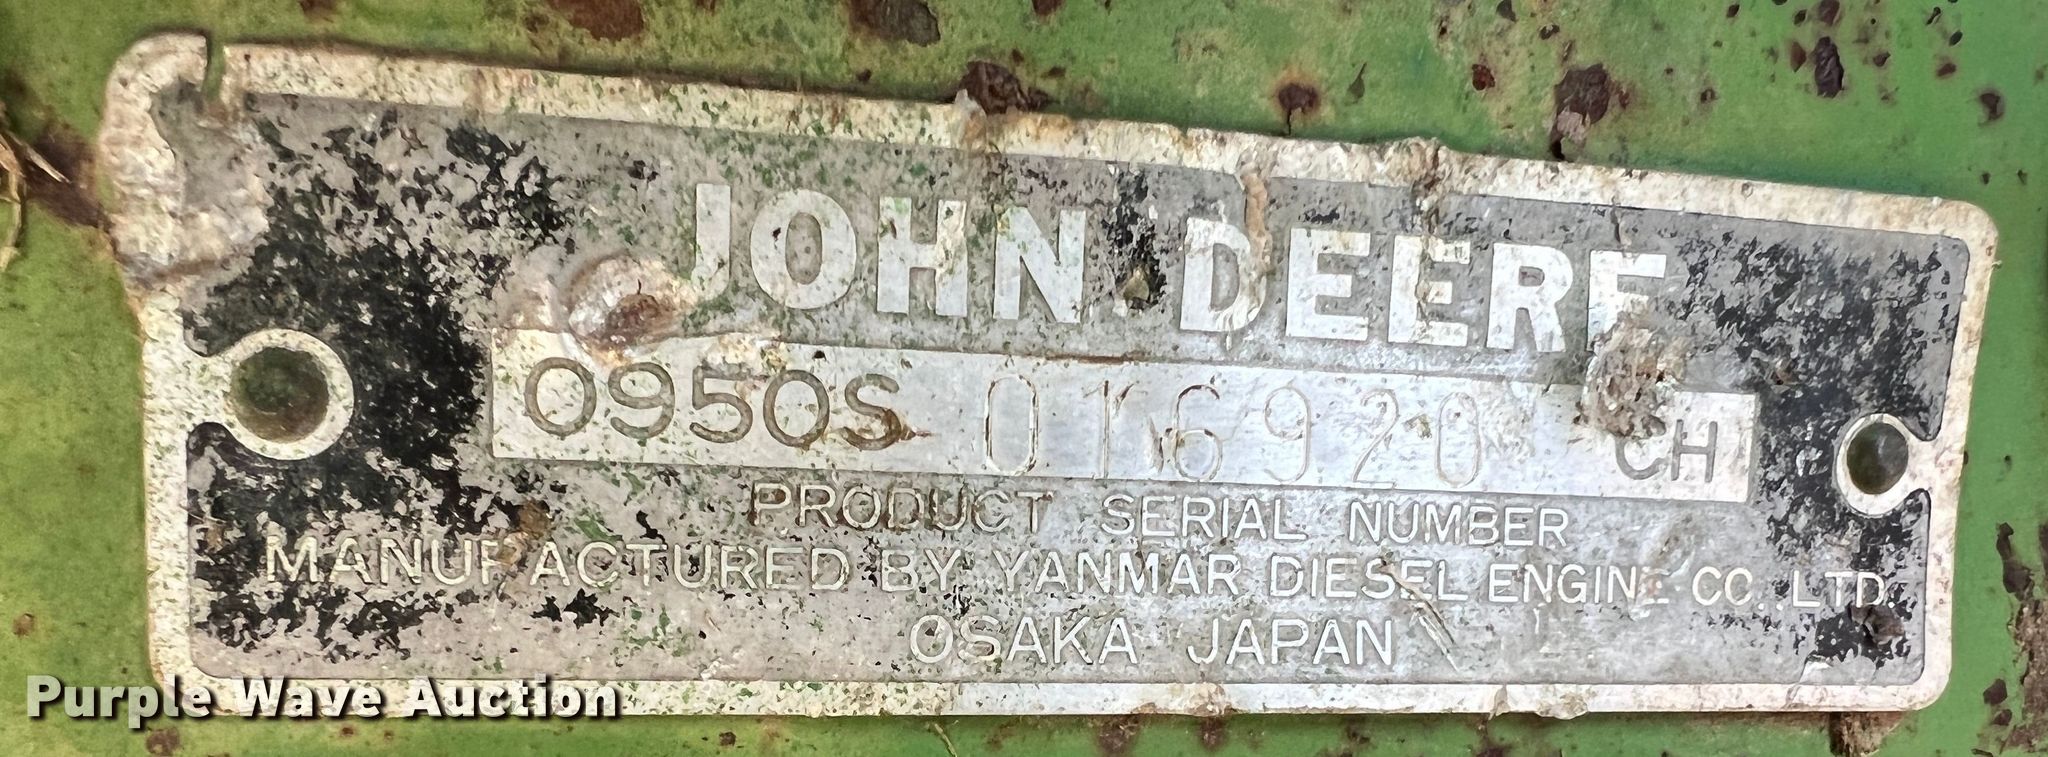 JOHN DEERE
0950S 016920 CH
PRODUCT SERIAL NUMBER
MANUFACTURED BY YANMAR DIESEL ENGINE CO.,LTD.
OSAKA JAPAN
Purple Wave Auction